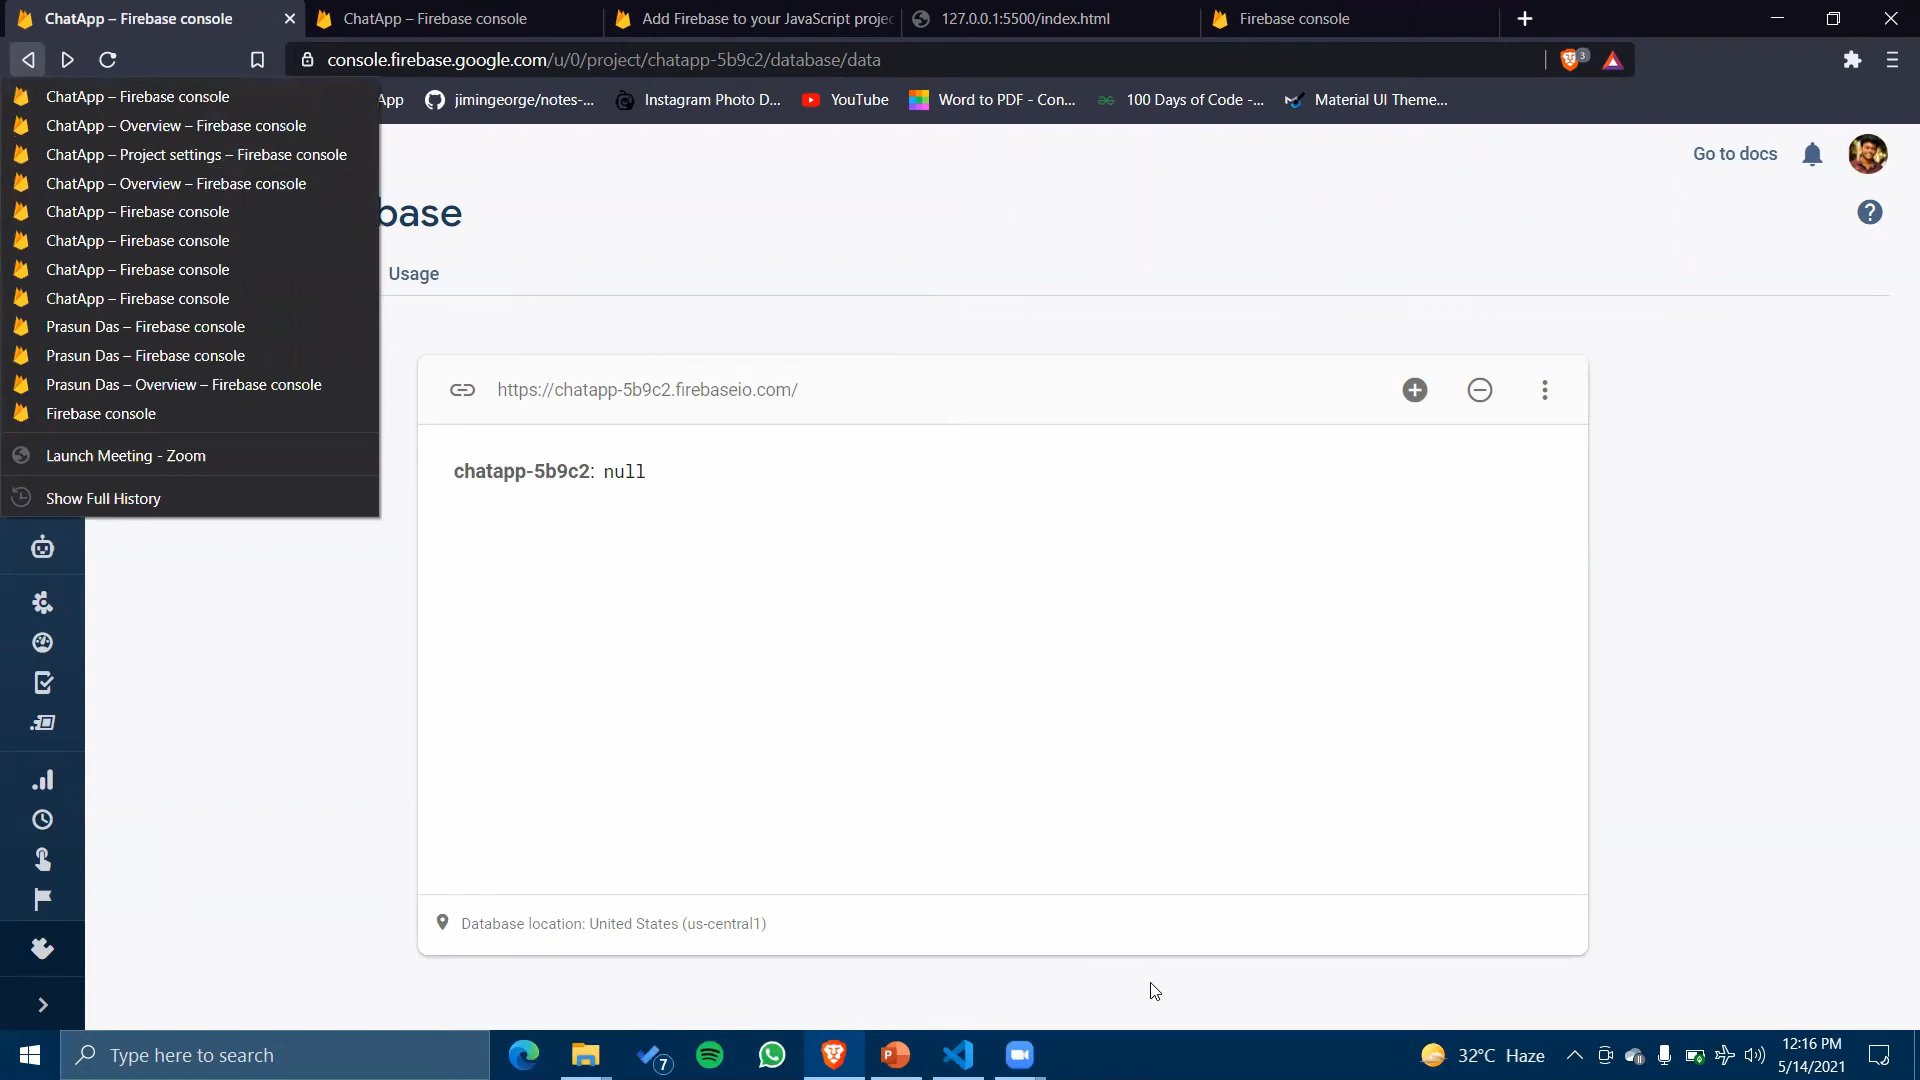 ChatApp – Firebase console
ChatApp – Firebase console
Add Firebase to your JavaScript projec
127.0.0.1:5500/index.html
Firebase console
console.firebase.google.com/u/0/project/chatapp-5b9c2/database/data
3
App
jimingeorge/notes-...
Instagram Photo D...
YouTube
Word to PDF - Con...
100 Days of Code -...
Material UI Theme...
ChatApp – Firebase console
ChatApp – Overview – Firebase console
ChatApp – Project settings – Firebase console
ChatApp – Overview – Firebase console
ChatApp – Firebase console
ChatApp – Firebase console
ChatApp – Firebase console
ChatApp – Firebase console
Prasun Das – Firebase console
Prasun Das – Firebase console
Prasun Das – Overview – Firebase console
Firebase console
Launch Meeting - Zoom
Show Full History
Go to docs
base
Usage
https://chatapp-5b9c2.firebaseio.com/
chatapp-5b9c2: null
Database location: United States (us-central1)
Type here to search
7
32°C Haze
12:16 PM
5/14/2021